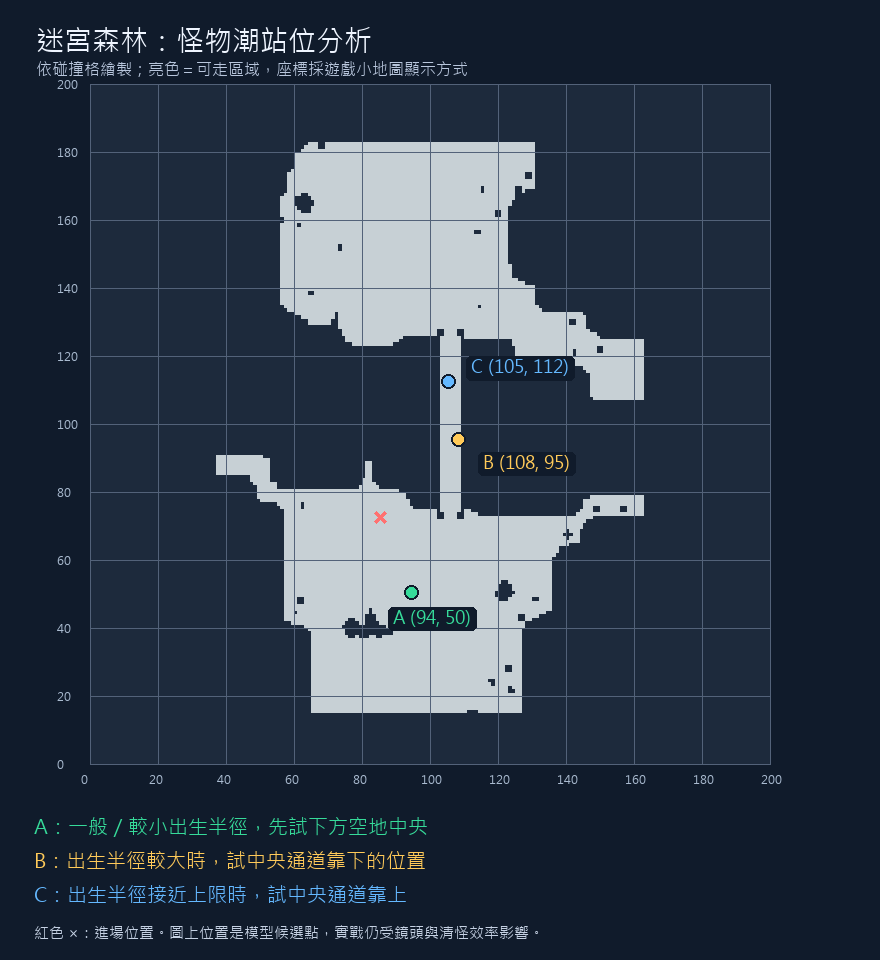 迷宮森林：怪物潮站位分析
依碰撞格繪製；亮色 = 可走區域，座標採遊戲小地圖顯示方式
200
180
160
140
120
C (105, 112)
100
B (108, 95)
80
60
A (94, 50)
40
20
0
0 20 40 60 80 100 120 140 160 200
A：一般 / 較小出生半徑，先試下方空地中央
B：出生半徑較大時，試中央通道靠下的位置
C：出生半徑接近上限時，試中央通道靠上
紅色 ×：進場位置。圖上位置是模型候選點，實戰仍受鏡頭與清怪效率影響。